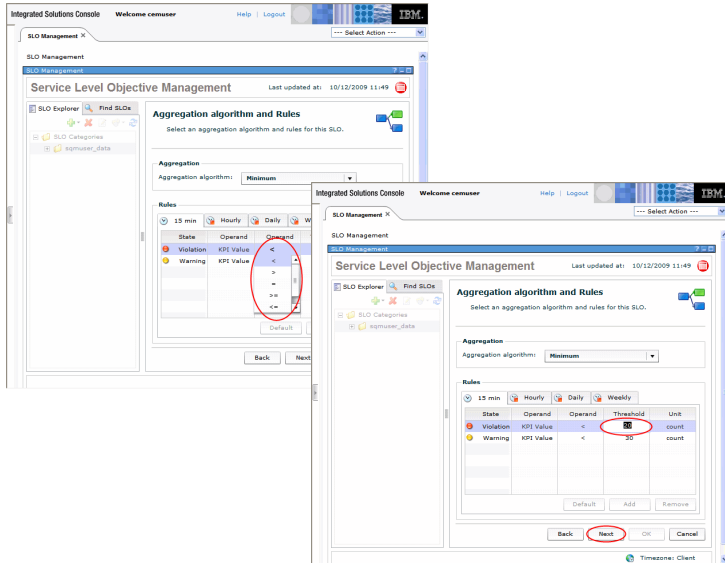 Integrated Solutions Console Welcome cemuser Help | Logout IBM.
SLO Management × --- Select Action ---
SLO Management
SLO Management
Service Level Objective Management Last updated at: 10/12/2009 11:49
SLO Explorer Find SLOs
SLO Categories
sqmuser_data
Aggregation algorithm and Rules
Select an aggregation algorithm and rules for this SLO.
Aggregation
Aggregation algorithm: Minimum
Rules
15 min Hourly Daily W
State Operand Operand
Violation KPI Value <
Warning KPI Value <
>
=
>=
<=
Default
Back Next
Integrated Solutions Console Welcome cemuser Help | Logout IBM.
SLO Management × --- Select Action ---
SLO Management
SLO Management
Service Level Objective Management Last updated at: 10/12/2009 11:49
SLO Explorer Find SLOs
SLO Categories
sqmuser_data
Aggregation algorithm and Rules
Select an aggregation algorithm and rules for this SLO.
Aggregation
Aggregation algorithm: Minimum
Rules
15 min Hourly Daily Weekly
State Operand Operand Threshold Unit
Violation KPI Value < 20 count
Warning KPI Value < 30 count
Default Add Remove
Back Next OK Cancel
Timezone: Client